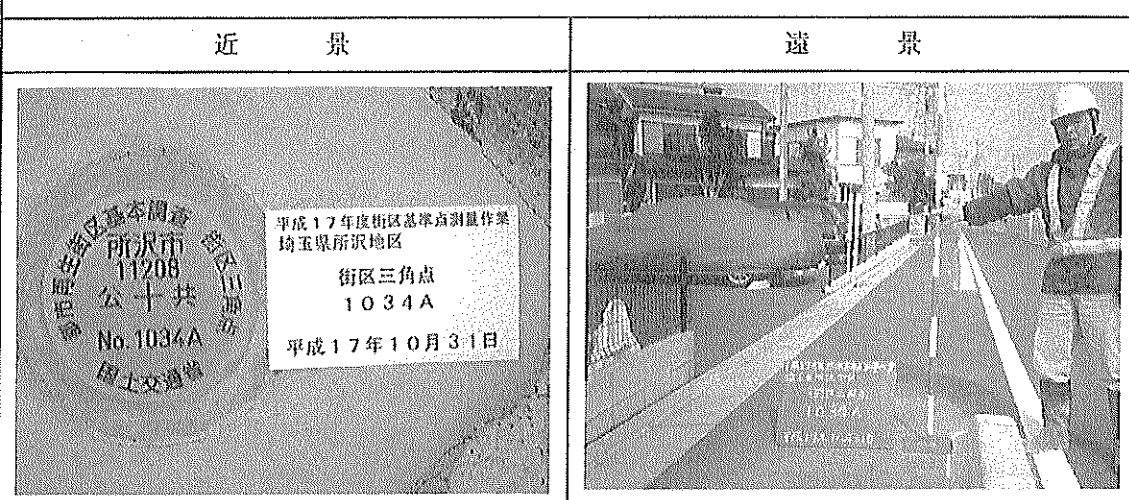 近景
遠景
都市再生街区基本調査
街区三角点
所沢市
11208
公共
No.1034A
国土交通省
平成17年度街区基準点測量作業
埼玉県所沢地区
街区三角点
1034A
平成17年10月31日
1034A